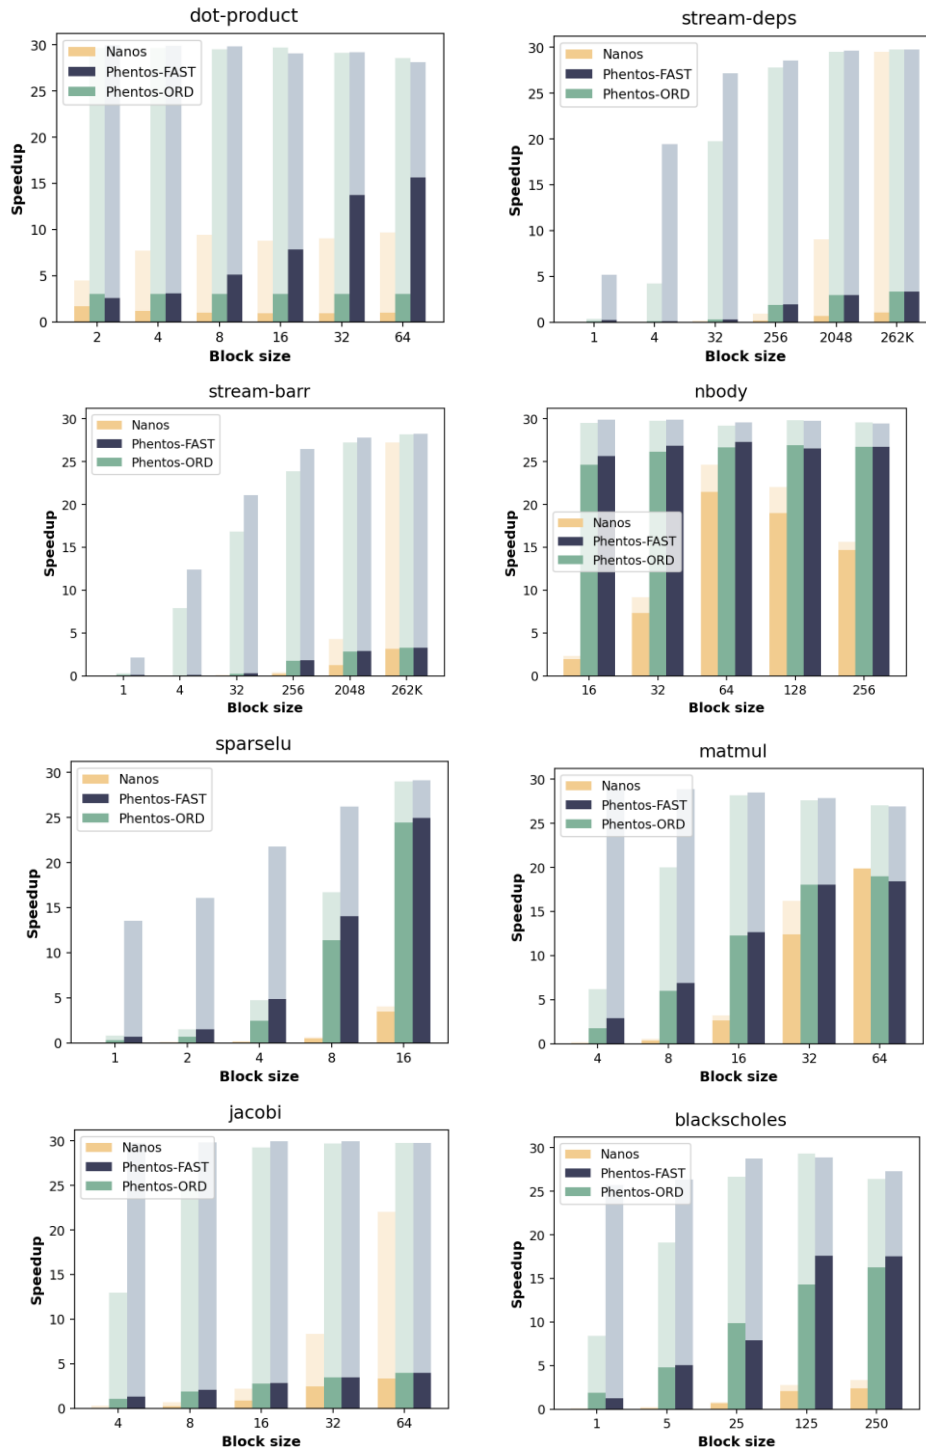 dot-product
30
25
20
15
10
5
0
Speedup
Nanos
Phentos-FAST
Phentos-ORD
2 4 8 16 32 64
Block size
stream-deps
30
25
20
15
10
5
0
Speedup
Nanos
Phentos-FAST
Phentos-ORD
1 4 32 256 2048 262K
Block size
stream-barr
30
25
20
15
10
5
0
Speedup
Nanos
Phentos-FAST
Phentos-ORD
1 4 32 256 2048 262K
Block size
nbody
30
25
20
15
10
5
0
Speedup
Nanos
Phentos-FAST
Phentos-ORD
16 32 64 128 256
Block size
sparselu
30
25
20
15
10
5
0
Speedup
Nanos
Phentos-FAST
Phentos-ORD
1 2 4 8 16
Block size
matmul
30
25
20
15
10
5
0
Speedup
Nanos
Phentos-FAST
Phentos-ORD
4 8 16 32 64
Block size
jacobi
30
25
20
15
10
5
0
Speedup
Nanos
Phentos-FAST
Phentos-ORD
4 8 16 32 64
Block size
blackscholes
30
25
20
15
10
5
0
Speedup
Nanos
Phentos-FAST
Phentos-ORD
1 5 25 125 250
Block size